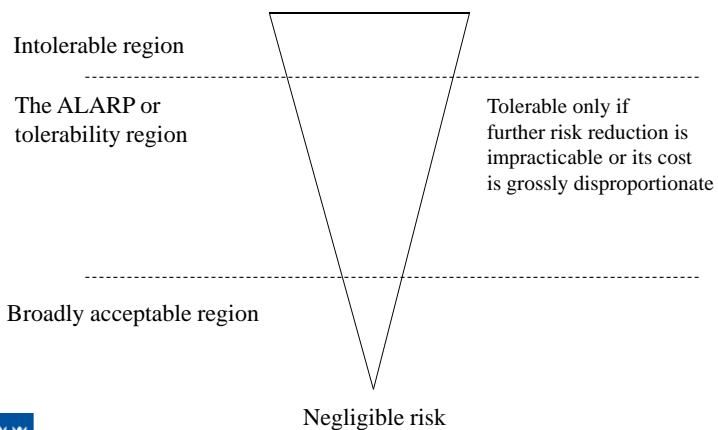 Intolerable region
The ALARP or
tolerability region
Tolerable only if
further risk reduction is
impracticable or its cost
is grossly disproportionate
Broadly acceptable region
Negligible risk